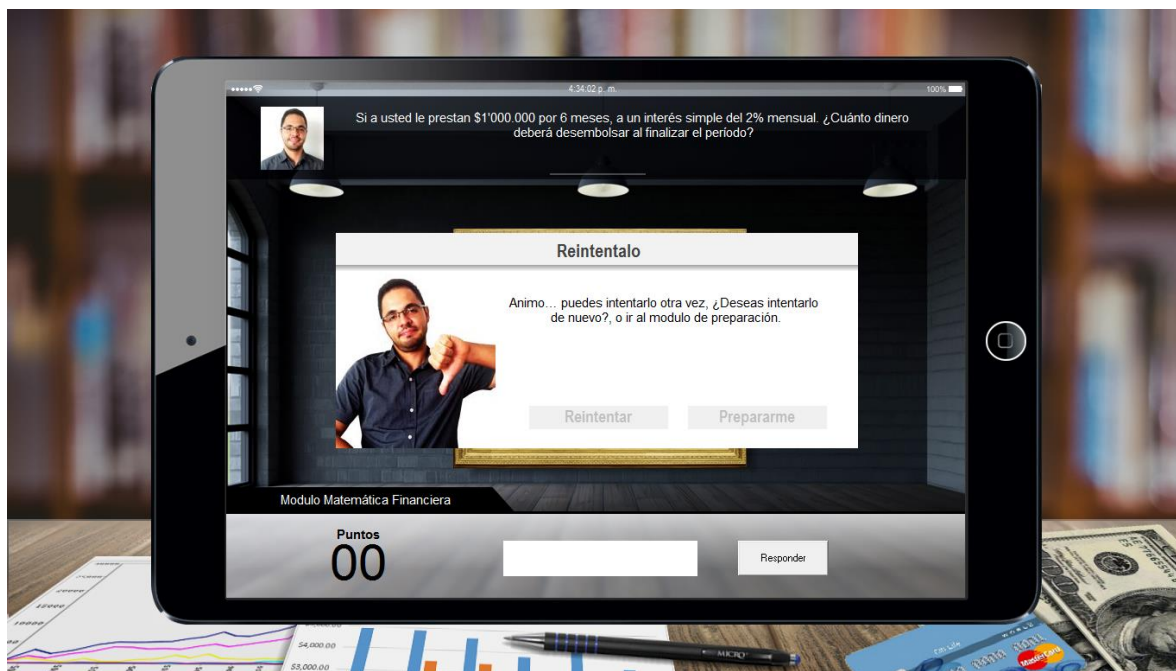 4:34:02 p. m.
100%
Si a usted le prestan $1'000.000 por 6 meses, a un interés simple del 2% mensual. ¿Cuánto dinero
deberá desembolsar al finalizar el período?
Reintentalo
Animo... puedes intentarlo otra vez, ¿Deseas intentarlo
de nuevo?, o ir al modulo de preparación.
Reintentar
Prepararme
Modulo Matemática Financiera
Puntos
00
Responder
54,000.00
53,000.00
MICRO
MasterCard